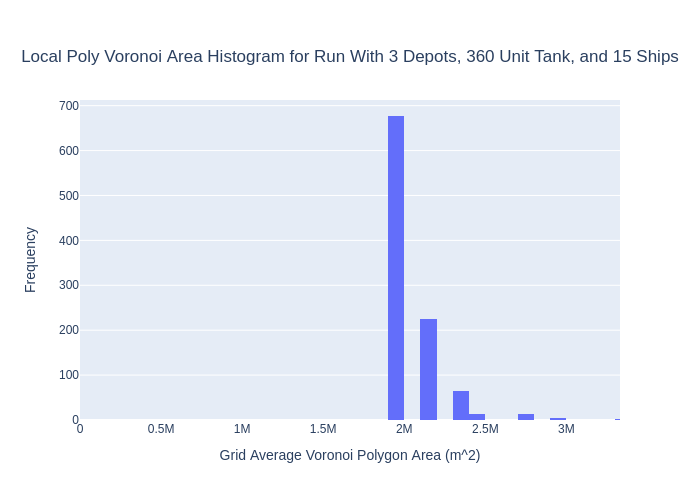 Local Poly Voronoi Area Histogram for Run With 3 Depots, 360 Unit Tank, and 15 Ships
700
600
500
400
300
200
100
0
Frequency
0 0.5M 1M 1.5M 2M 2.5M 3M
Grid Average Voronoi Polygon Area (m^2)